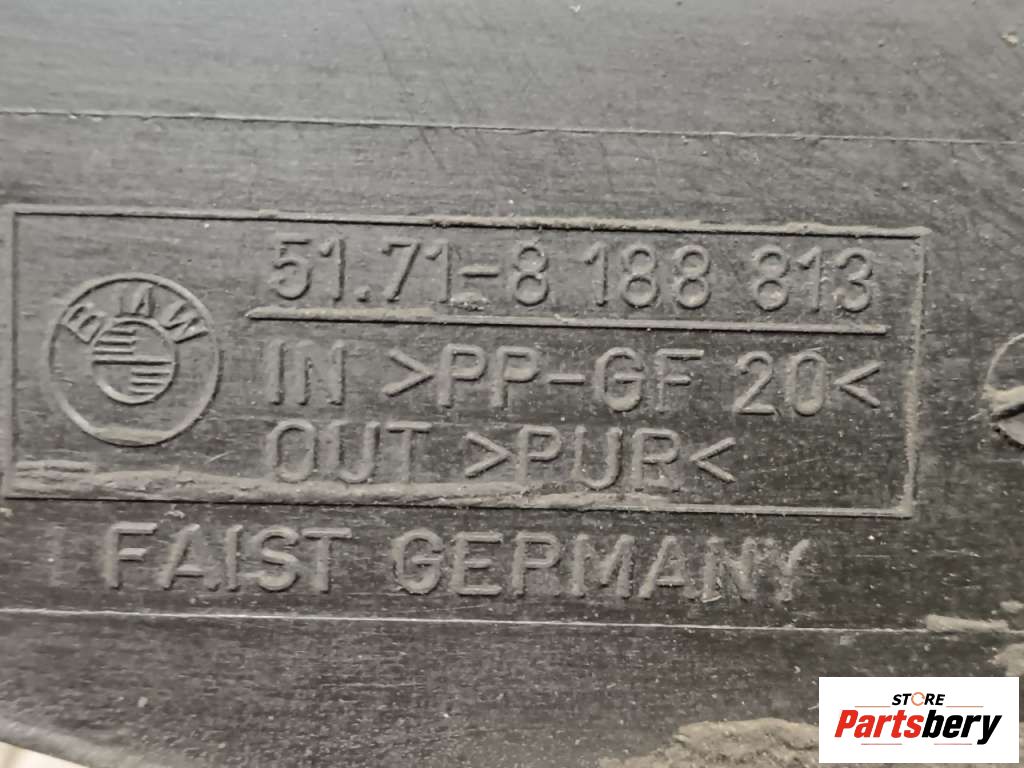 51.71-8 188 813
BMW
IN >PP-GF 20<
OUT >PUR<
FAIST GERMANY
STORE
Partsbery